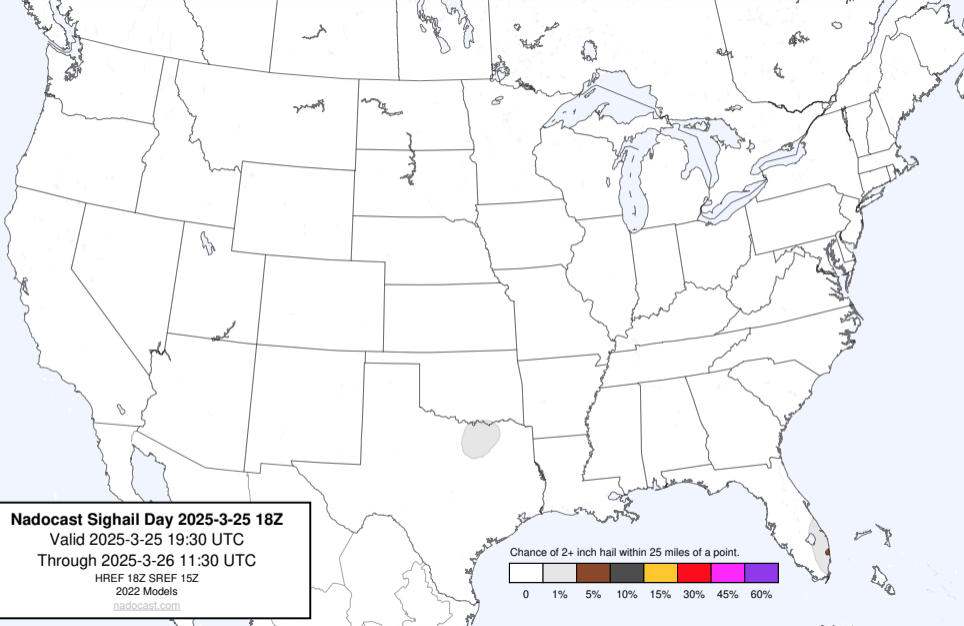 Nadocast Sighail Day 2025-3-25 18Z
Valid 2025-3-25 19:30 UTC
Through 2025-3-26 11:30 UTC
HREF 18Z SREF 15Z
2022 Models
nadocast.com
Chance of 2+ inch hail within 25 miles of a point.
0 1% 5% 10% 15% 30% 45% 60%